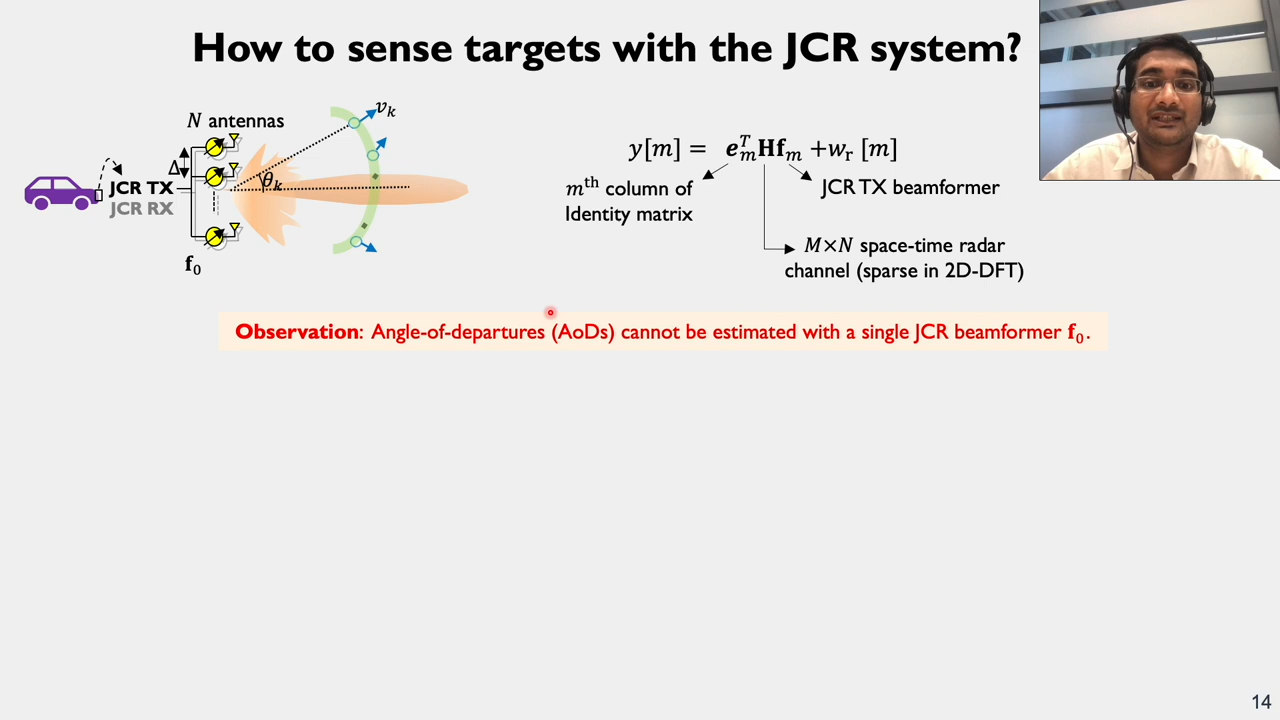 How to sense targets with the JCR system?
N antennas
v_k
Δ
θ_k
JCR TX
JCR RX
f_0
y[m] = e_m^T H f_m + w_r [m]
m^th column of
Identity matrix
JCR TX beamformer
M×N space-time radar
channel (sparse in 2D-DFT)
Observation: Angle-of-departures (AoDs) cannot be estimated with a single JCR beamformer f_0.
14